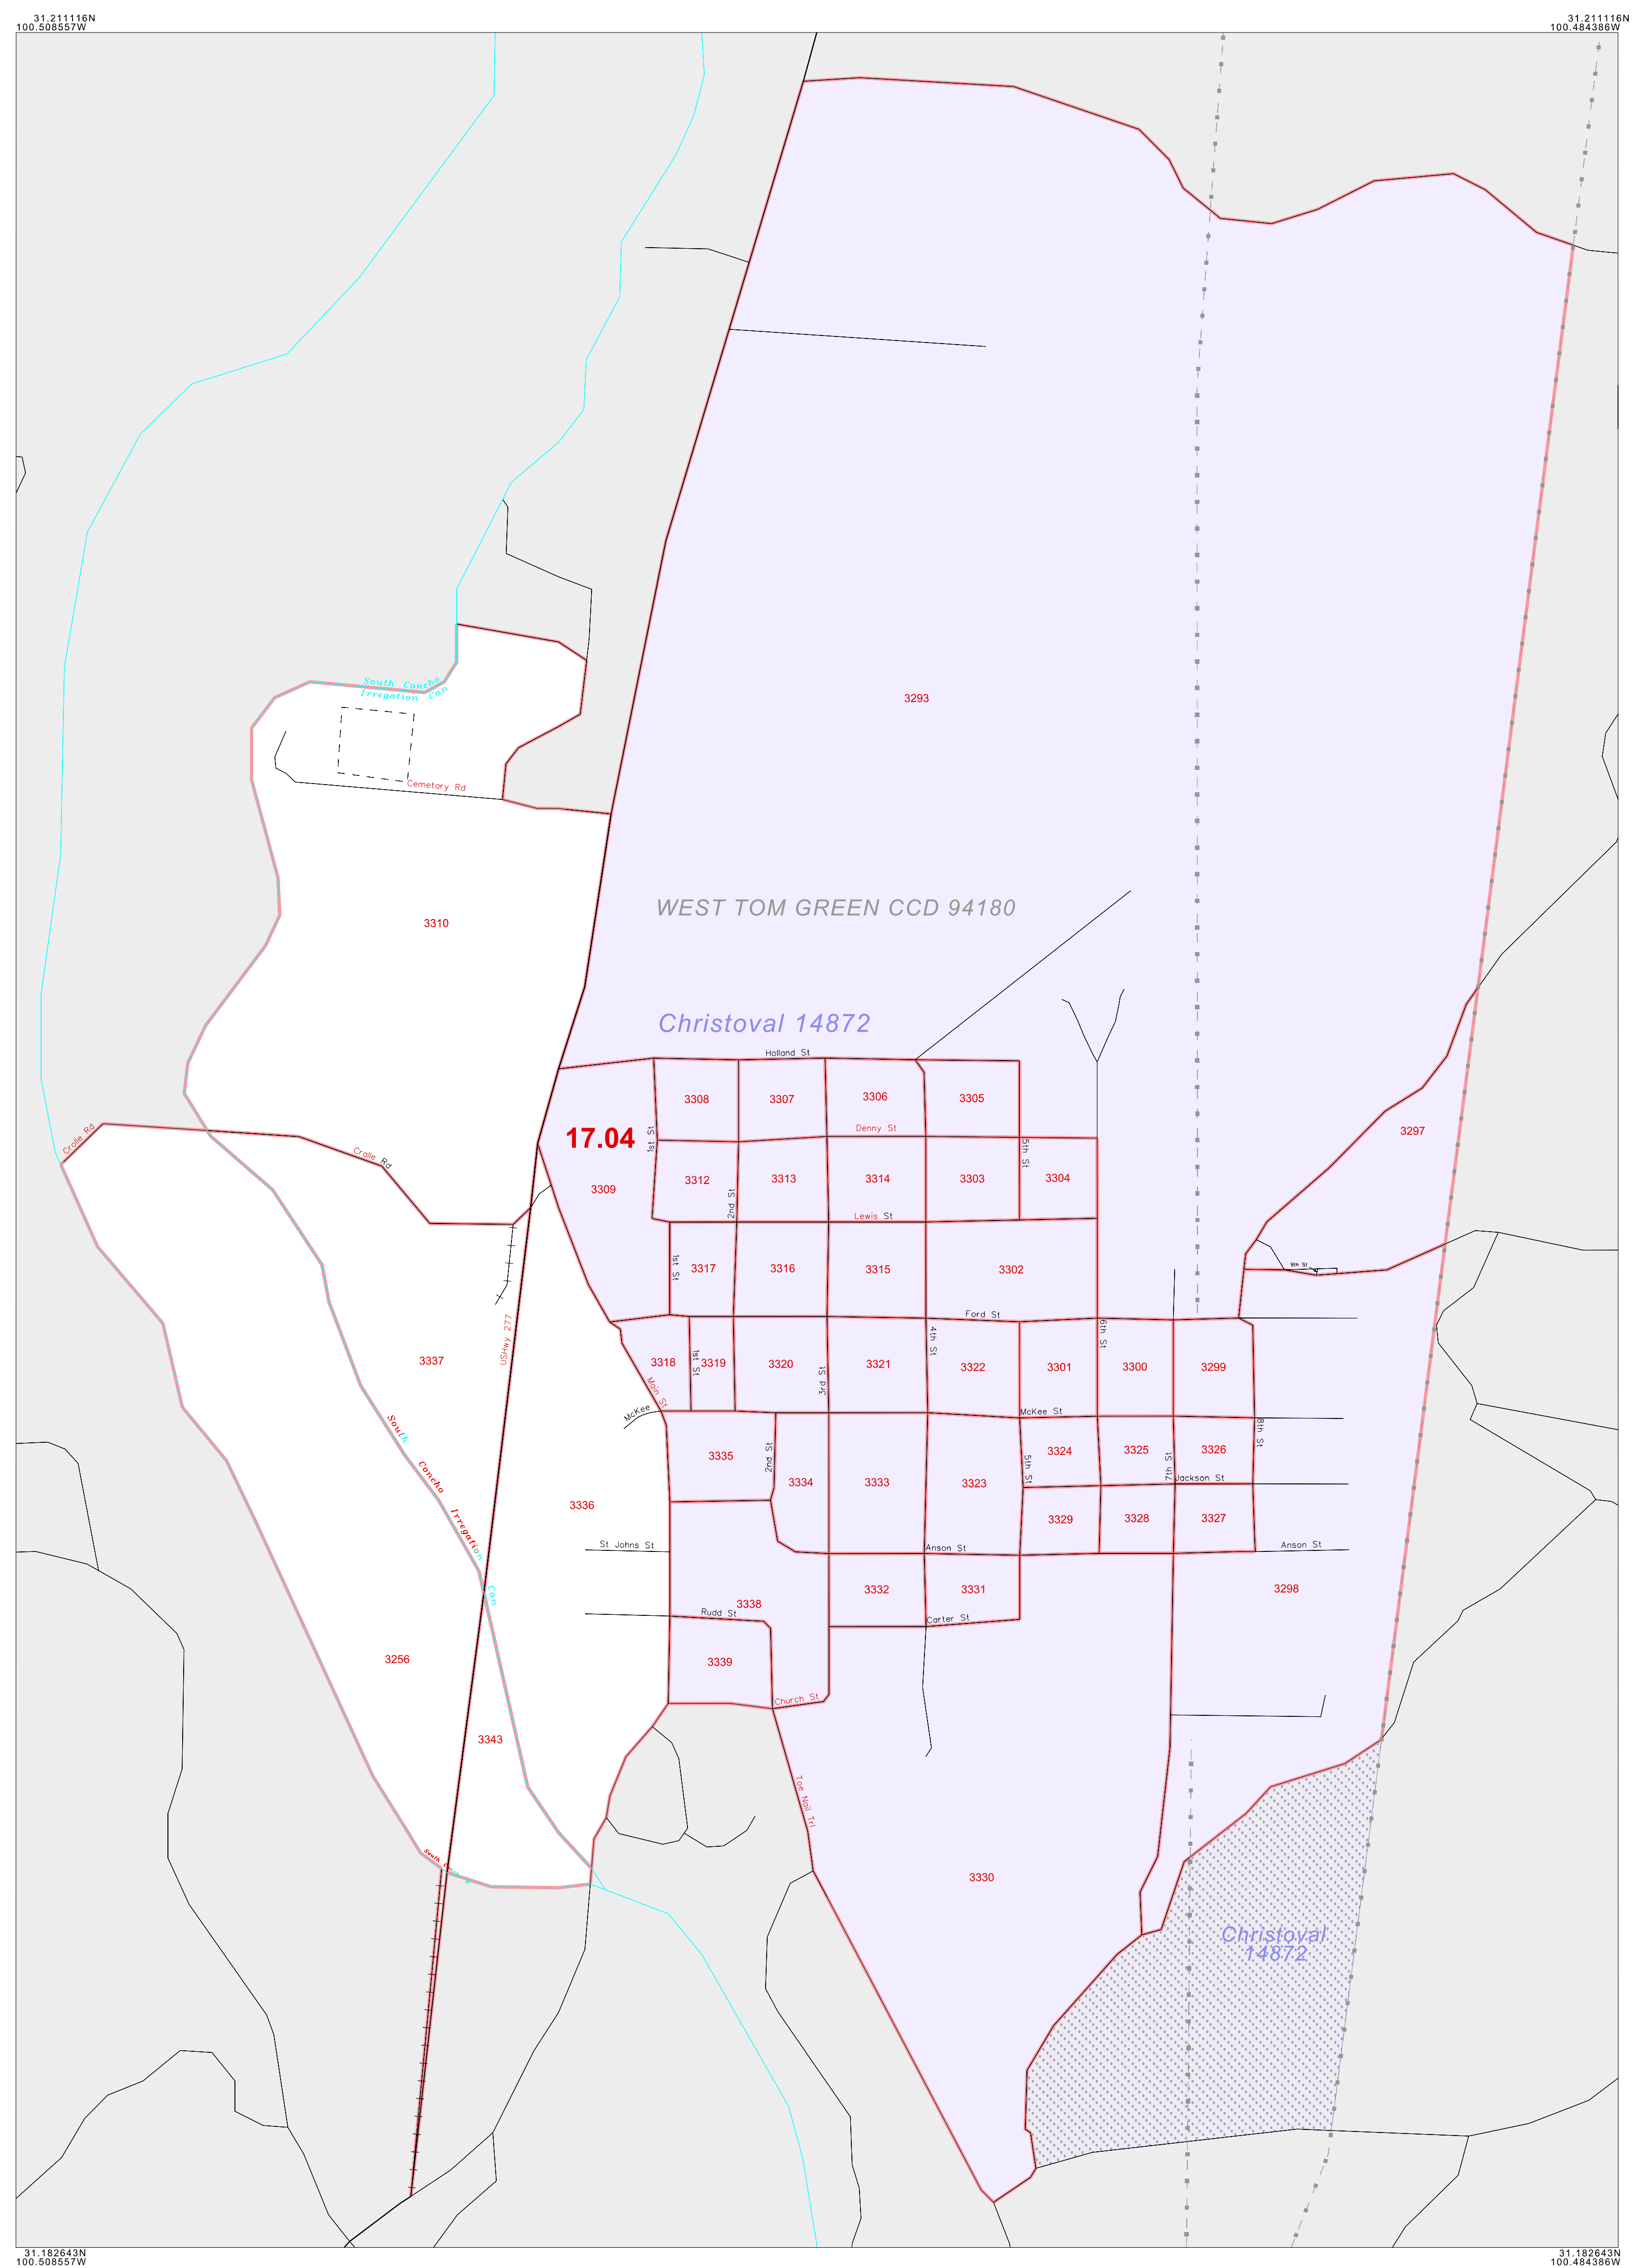 31.211116N
100.508557W
31.211116N
100.484386W
South Concho
Irregation Can
3293
Cemetary Rd
WEST TOM GREEN CCD 94180
3310
Christoval 14872
Holland St
3308
3307
3306
3305
Crolle Rd
17.04
1st St
Denny St
5th St
3297
Crolle Rd
3309
3312
2nd St
3313
3314
3303
3304
Lewis St
1st St
3317
3316
3315
3302
9th St
USHwy 277
Ford St
4th St
6th St
3337
3318
1st St
3319
3320
3rd St
3321
3322
3301
3300
3299
Main St
McKee
McKee St
8th St
South Concho Irregation Can
3335
2nd St
3334
3333
3323
5th St
3324
3325
7th St
3326
Jackson St
3336
3329
3328
3327
St Johns St
Anson St
Anson St
3338
3332
3331
3298
Rudd St
Carter St
3256
3339
Church St
3343
Toe Nail Trl
3330
Christoval
14872
31.182643N
100.508557W
31.182643N
100.484386W